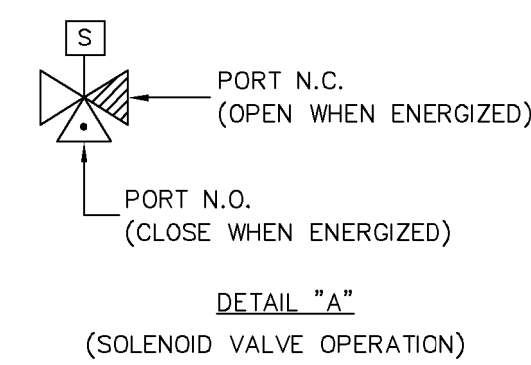 S
PORT N.C.
(OPEN WHEN ENERGIZED)
PORT N.O.
(CLOSE WHEN ENERGIZED)
DETAIL "A"
(SOLENOID VALVE OPERATION)